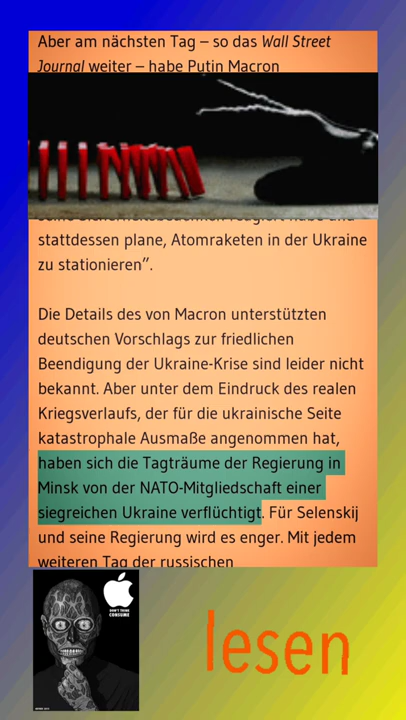 Aber am nächsten Tag – so das Wall Street
Journal weiter – habe Putin Macron
stattdessen plane, Atomraketen in der Ukraine
zu stationieren”.
Die Details des von Macron unterstützten
deutschen Vorschlags zur friedlichen
Beendigung der Ukraine-Krise sind leider nicht
bekannt. Aber unter dem Eindruck des realen
Kriegsverlaufs, der für die ukrainische Seite
katastrophale Ausmaße angenommen hat,
haben sich die Tagträume der Regierung in
Minsk von der NATO-Mitgliedschaft einer
siegreichen Ukraine verflüchtigt. Für Selenskij
und seine Regierung wird es enger. Mit jedem
weiteren Tag der russischen
DON'T THINK
CONSUME
lesen